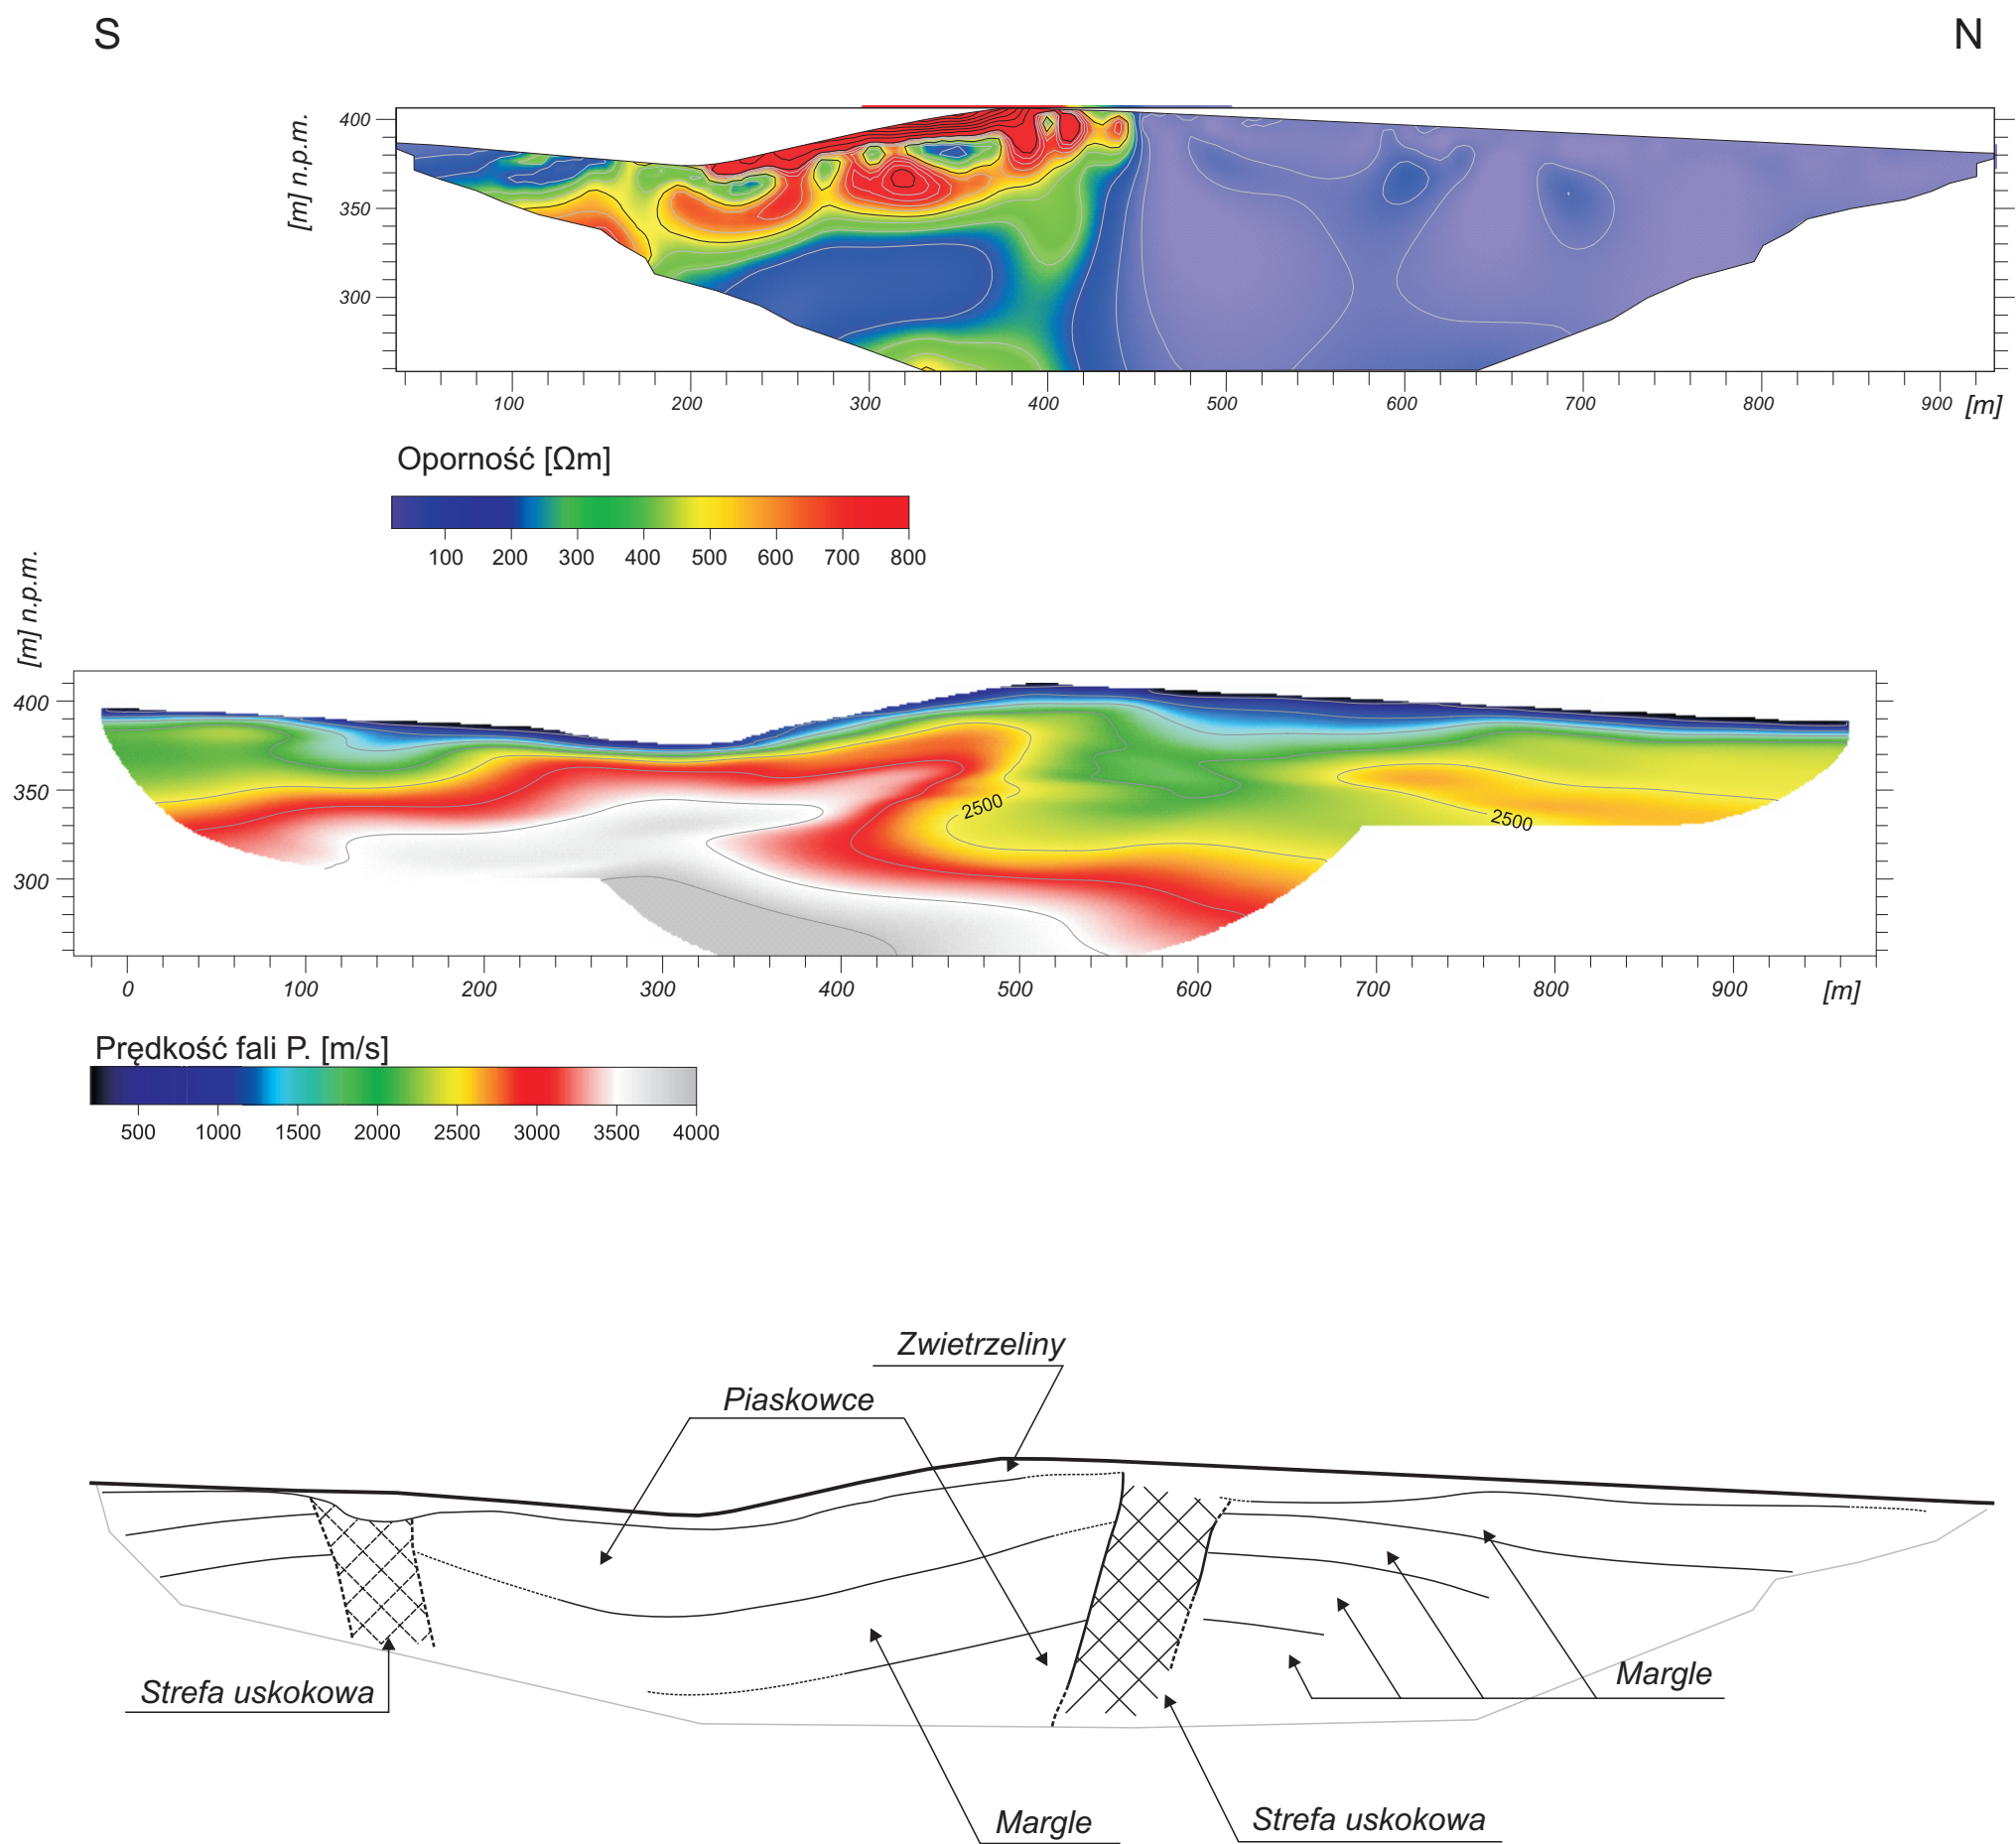 S N
[m] n.p.m.
400
350
300
100 200 300 400 500 600 700 800 900 [m]
Oporność [Ωm]
100 200 300 400 500 600 700 800
[m] n.p.m.
400
350
300
2500
2500
0 100 200 300 400 500 600 700 800 900 [m]
Prędkość fali P. [m/s]
500 1000 1500 2000 2500 3000 3500 4000
Zwietrzeliny
Piaskowce
Strefa uskokowa
Margle
Margle
Strefa uskokowa